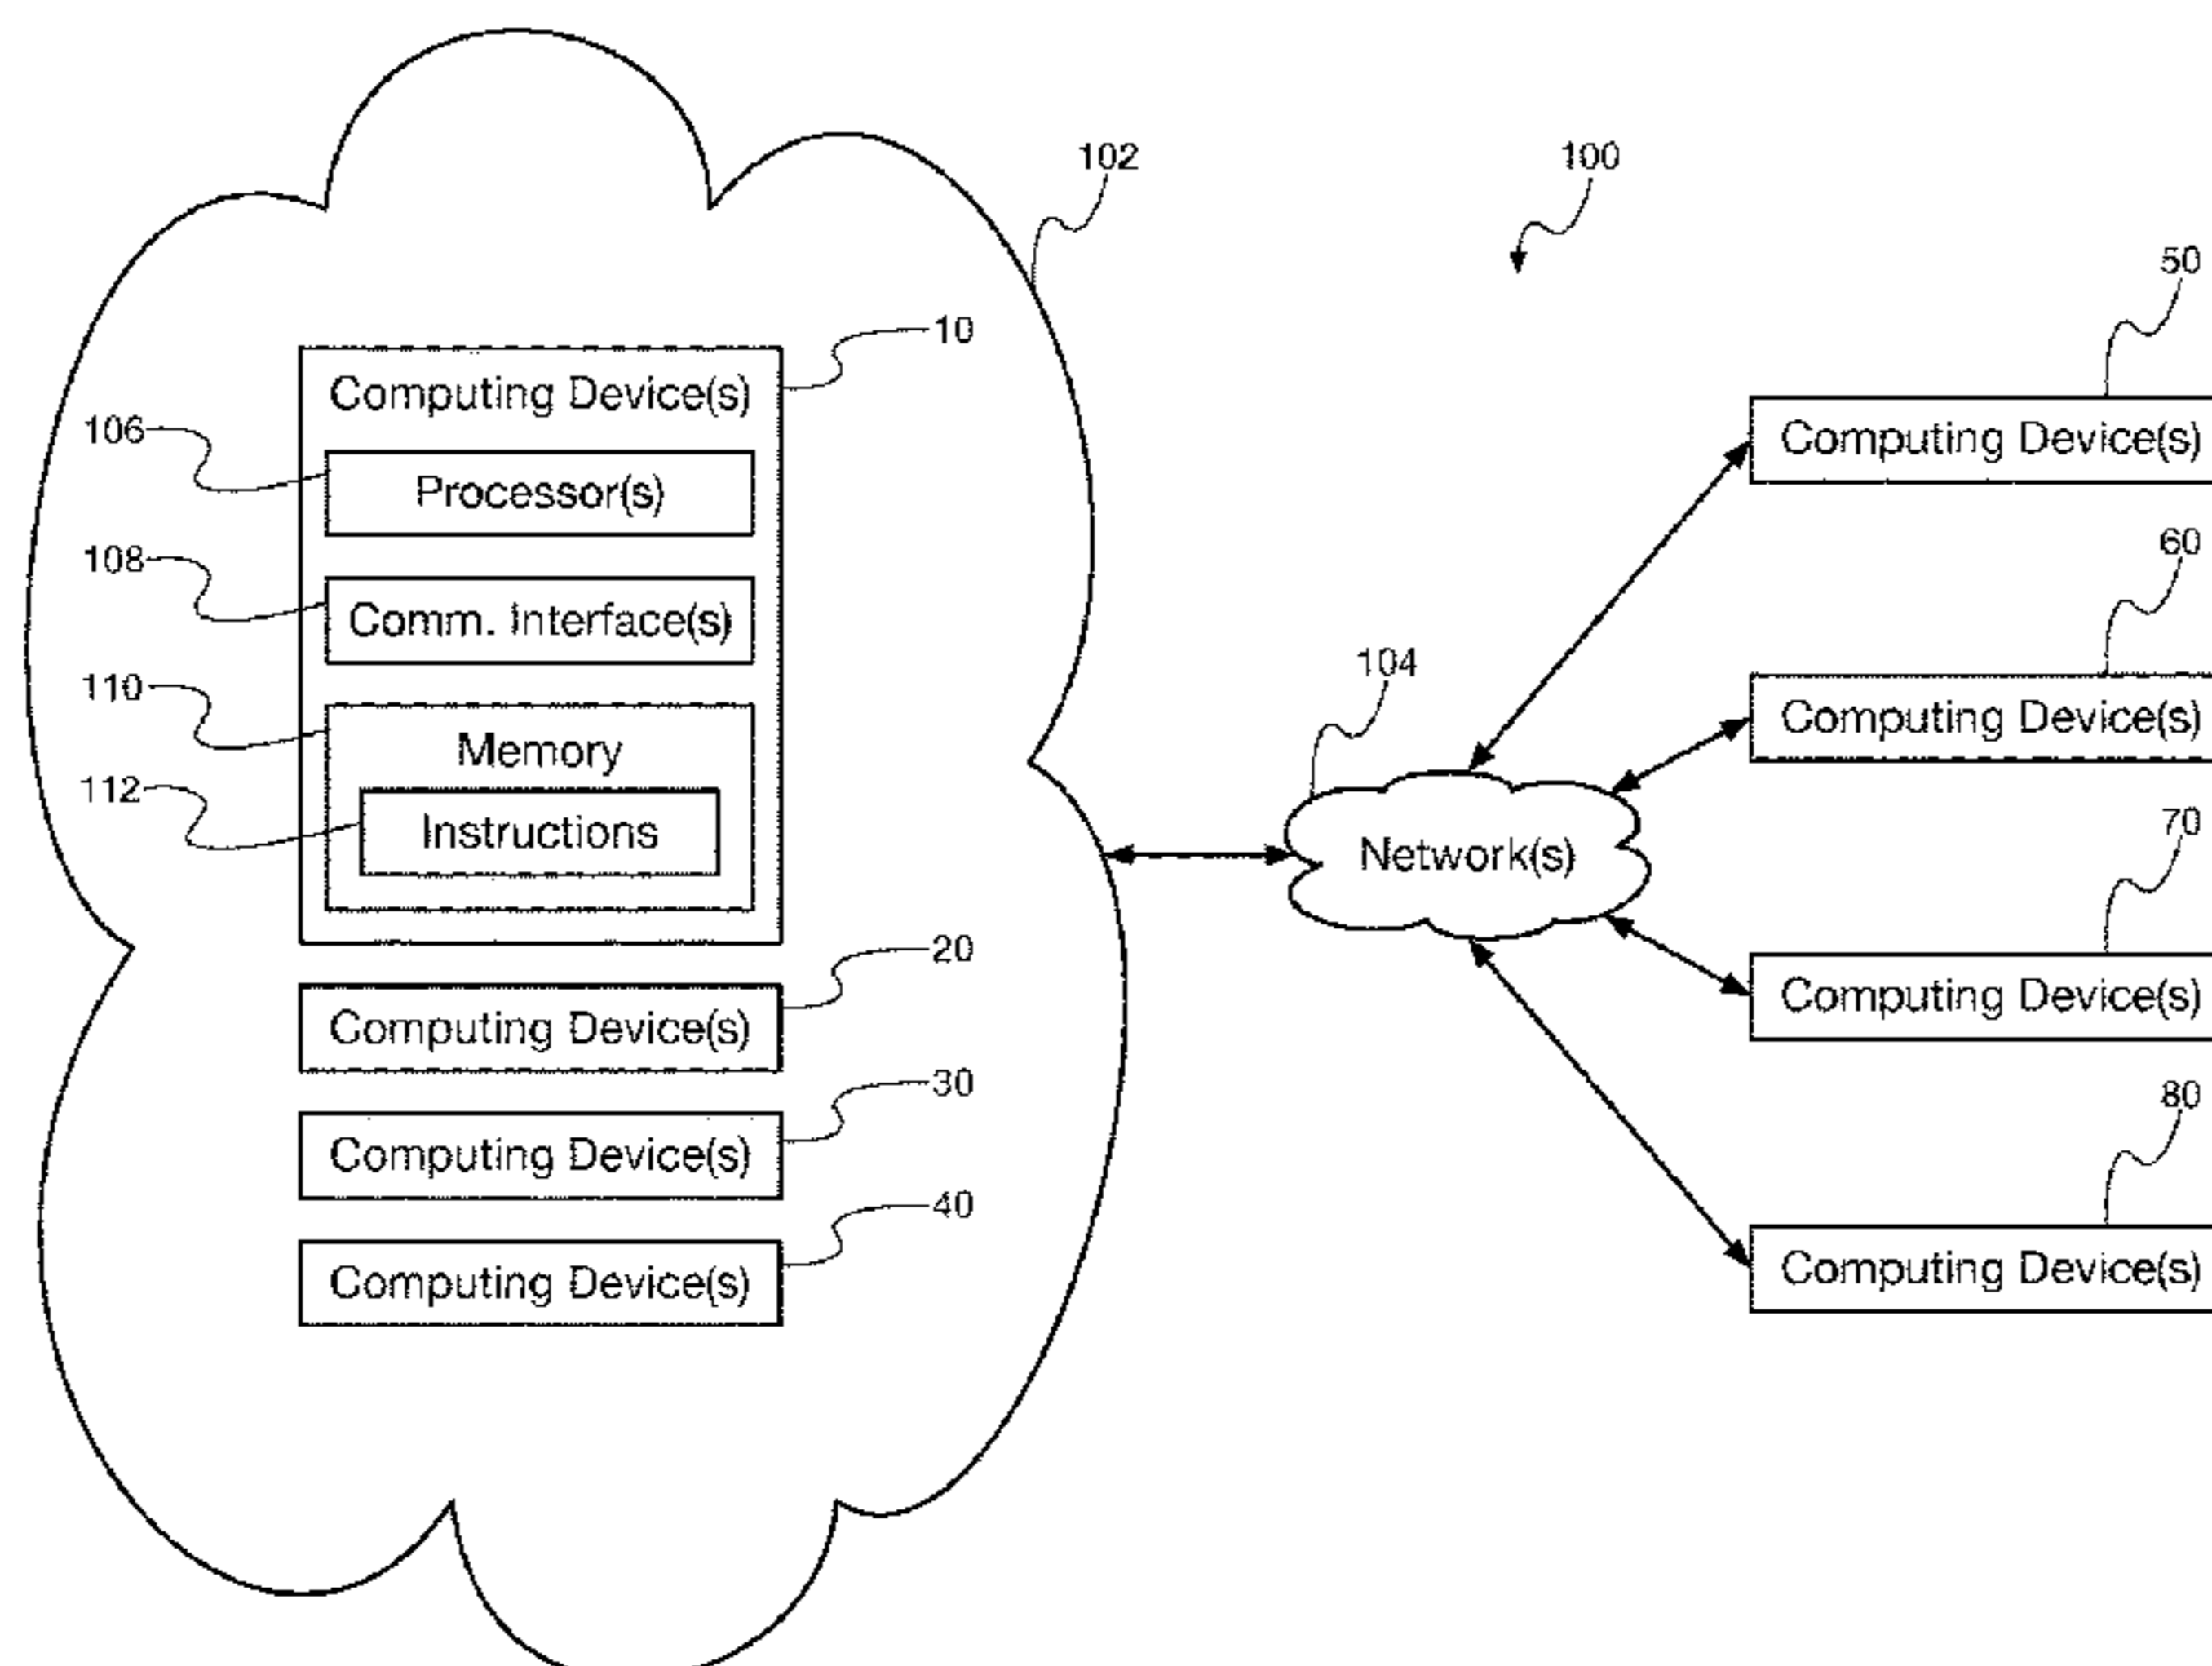 102
100
50
10
Computing Device(s)
106
Processor(s)
108
Comm. Interface(s)
110
Memory
112
Instructions
20
Computing Device(s)
30
Computing Device(s)
40
Computing Device(s)
104
Network(s)
Computing Device(s)
60
Computing Device(s)
70
Computing Device(s)
80
Computing Device(s)